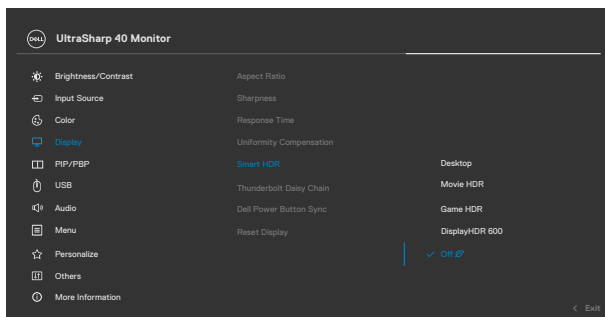 DELL UltraSharp 40 Monitor
Brightness/Contrast Aspect Ratio
Input Source Sharpness
Color Response Time
Display Uniformity Compensation
PIP/PBP Smart HDR Desktop
USB Thunderbolt Daisy Chain Movie HDR
Audio Dell Power Button Sync Game HDR
Menu Reset Display DisplayHDR 600
Personalize ✓ Off
Others
More Information
< Exit